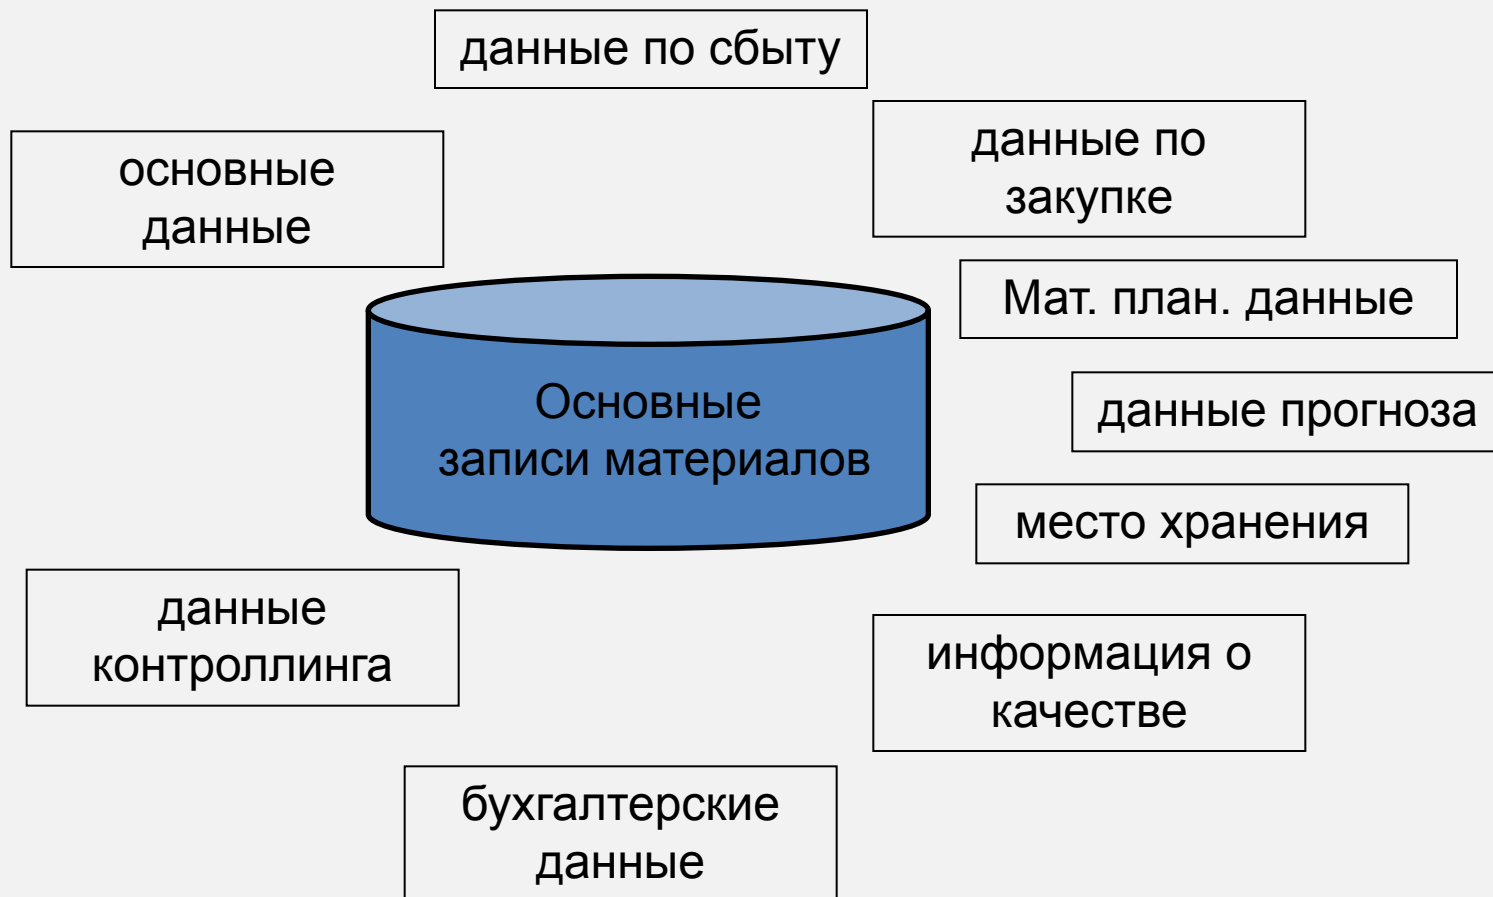 данные по сбыту
основные
данные
данные по
закупке
Мат. план. данные
Основные
записи материалов
данные прогноза
место хранения
данные
контроллинга
информация о
качестве
бухгалтерские
данные